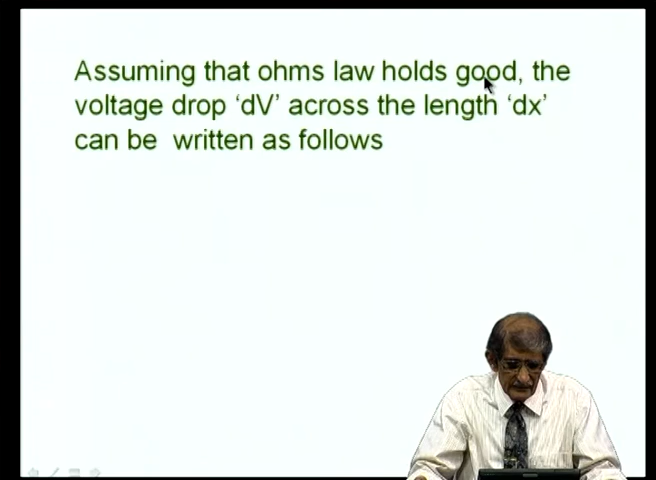 Assuming that ohms law holds good, the
voltage drop ‘dV’ across the length ‘dx’
can be written as follows